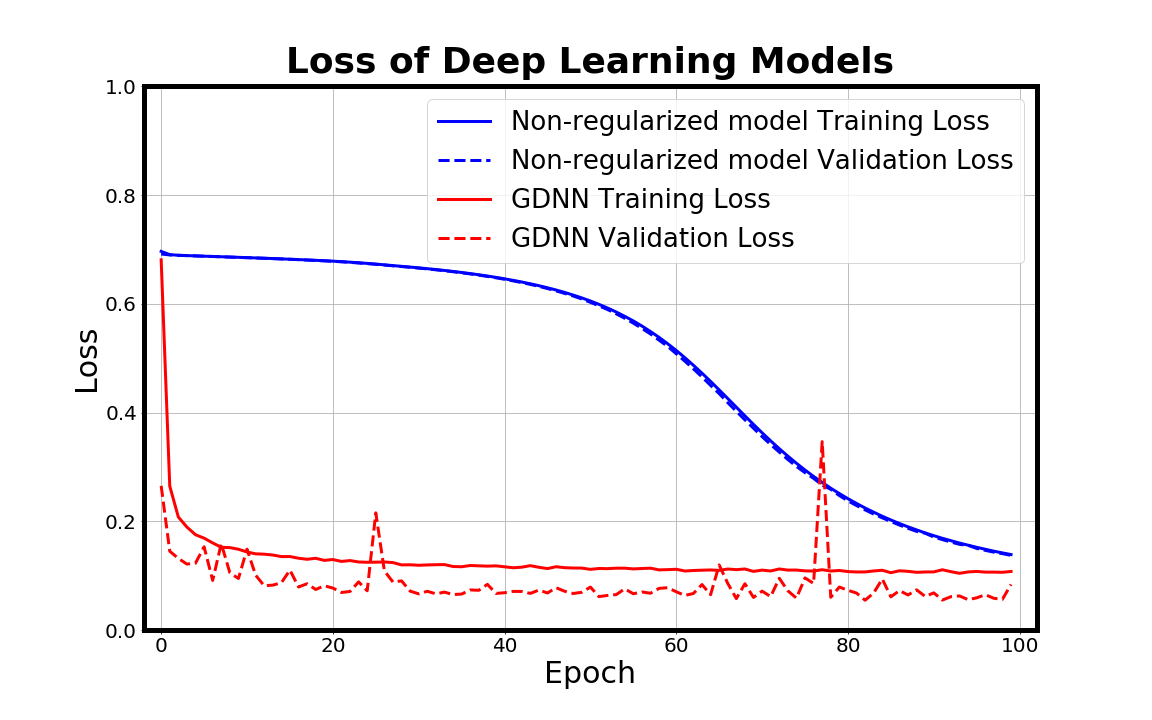 Loss of Deep Learning Models
1.0
0.8
0.6
0.4
0.2
0.0
Loss
Non-regularized model Training Loss
Non-regularized model Validation Loss
GDNN Training Loss
GDNN Validation Loss
0 20 40 60 80 100
Epoch